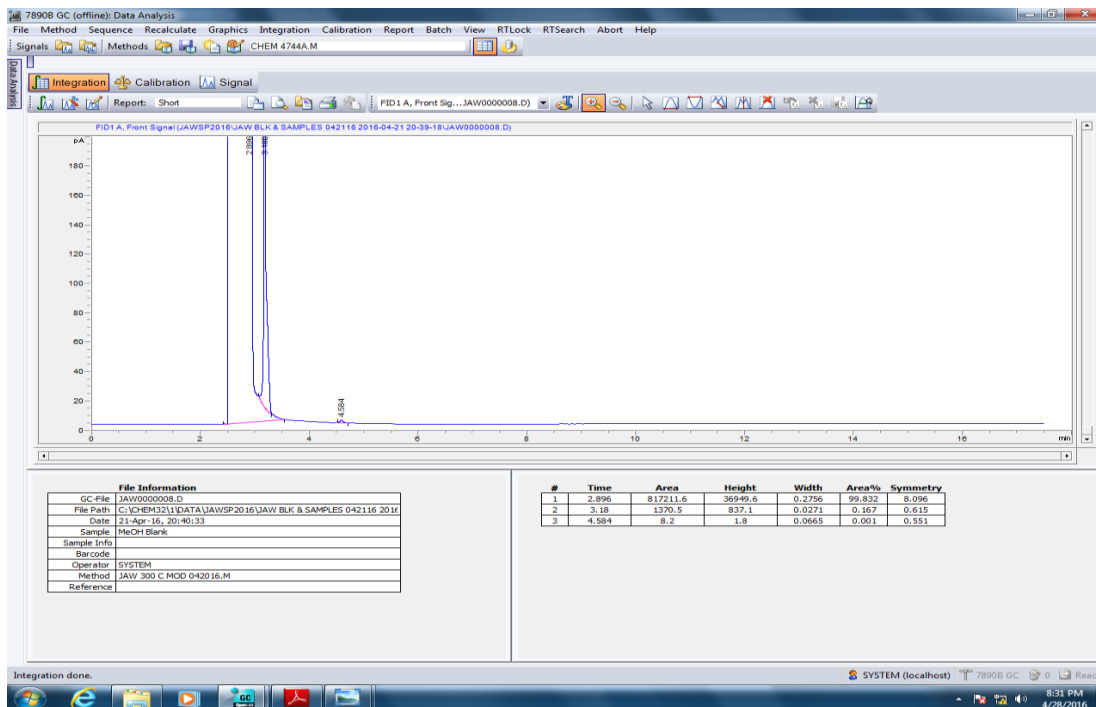 7890B GC (offline): Data Analysis
File Method Sequence Recalculate Graphics Integration Calibration Report Batch View RTLock RTSearch Abort Help
Signals Methods CHEM 4744A.M
Data Analysis
Integration Calibration Signal
Report: Short FID1 A, Front Sig...JAW0000008.D)
FID1 A, Front Signal (JAWSP2016\JAW BLK & SAMPLES 042116 2016-04-21 20-39-18\JAW0000008.D)
pA
2.896
3.180
180
160
140
120
100
80
60
40
20
0
4.584
0 2 4 6 8 10 12 14 16 min
File Information
GC-File JAW0000008.D
File Path C:\CHEM32\1\DATA\JAWSP2016\JAW BLK & SAMPLES 042116 2016
Date 21-Apr-16, 20:40:33
Sample MeOH Blank
Sample Info
Barcode
Operator SYSTEM
Method JAW 300 C MOD 042016.M
Reference
# Time Area Height Width Area% Symmetry
1 2.896 817211.6 36949.6 0.2756 99.832 8.096
2 3.18 1370.5 837.1 0.0271 0.167 0.615
3 4.584 8.2 1.8 0.0665 0.001 0.551
Integration done.
SYSTEM (localhost) 7890B GC 0 Read
GC
8:31 PM
4/28/2016